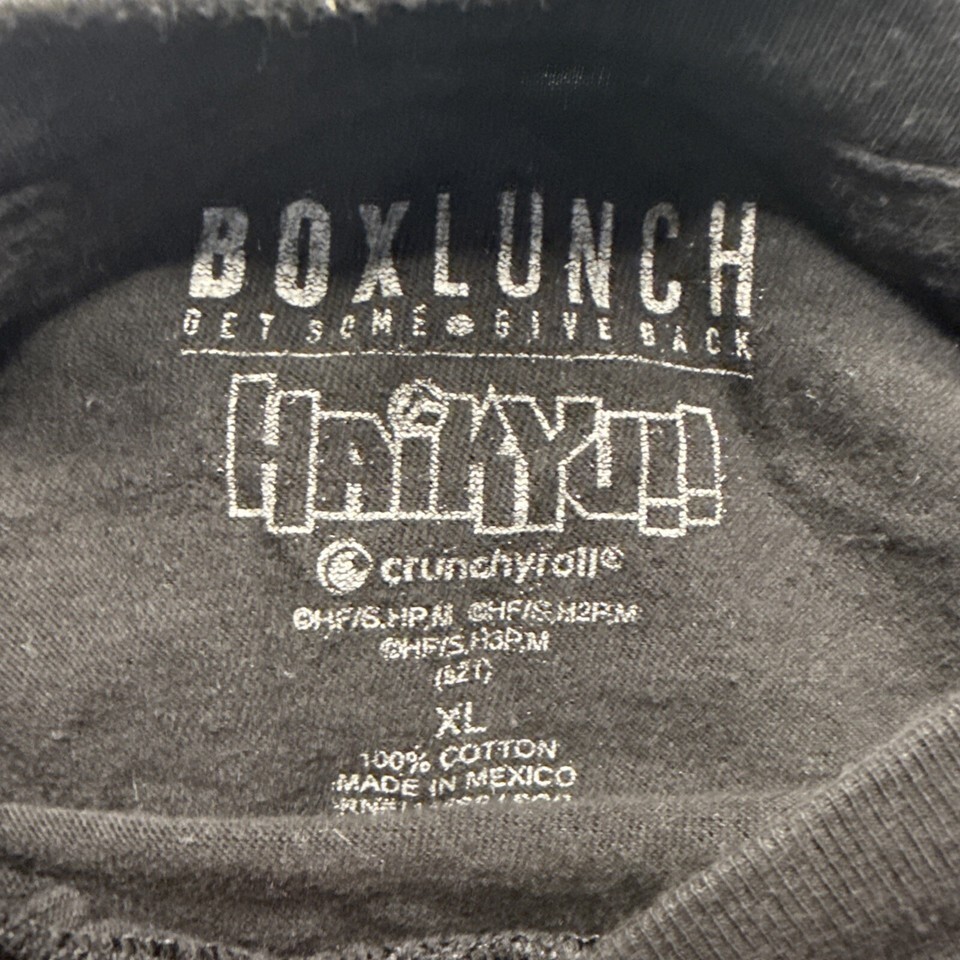 BOXLUNCH
GET SOME GIVE BACK
HAIKYU!!
crunchyroll®
©HF/S,HP,M ©HF/S,H2P,M
©HF/S,H3P,M
(s2T)
XL
100% COTTON
MADE IN MEXICO